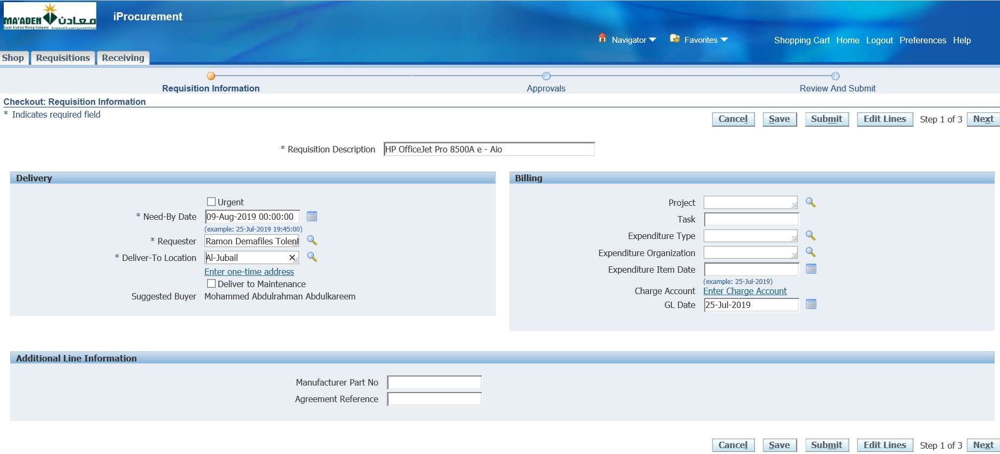 MA'ADEN معادن
Saudi Arabian Mining Company
iProcurement
Navigator Favorites Shopping Cart Home Logout Preferences Help
Shop Requisitions Receiving
Requisition Information Approvals Review And Submit
Checkout: Requisition Information
* Indicates required field
Cancel Save Submit Edit Lines Step 1 of 3 Next
* Requisition Description HP OfficeJet Pro 8500A e - Aio
Delivery
Urgent
* Need-By Date 09-Aug-2019 00:00:00
(example: 25-Jul-2019 19:45:00)
* Requester Ramon Demafiles Tolent
* Deliver-To Location Al-Jubail
Enter one-time address
Deliver to Maintenance
Suggested Buyer Mohammed Abdulrahman Abdulkareem
Billing
Project
Task
Expenditure Type
Expenditure Organization
Expenditure Item Date
(example: 25-Jul-2019)
Charge Account Enter Charge Account
GL Date 25-Jul-2019
Additional Line Information
Manufacturer Part No
Agreement Reference
Cancel Save Submit Edit Lines Step 1 of 3 Next